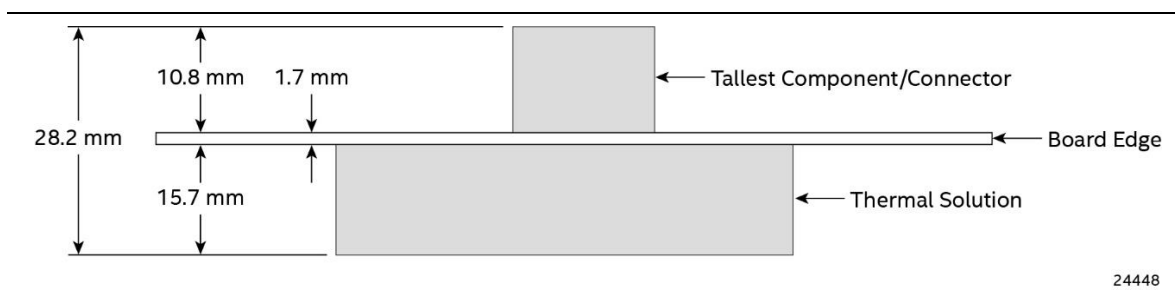 10.8 mm 1.7 mm
Tallest Component/Connector
28.2 mm
Board Edge
15.7 mm
Thermal Solution
24448